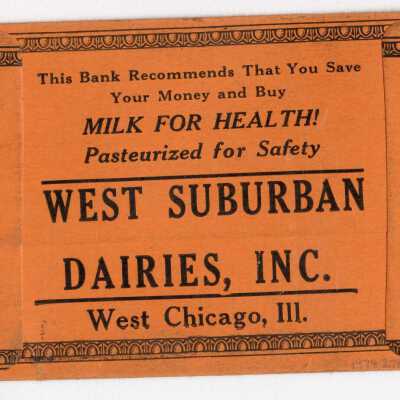 This Bank Recommends That You Save
Your Money and Buy
MILK FOR HEALTH!
Pasteurized for Safety
WEST SUBURBAN
DAIRIES, INC.
West Chicago, Ill.